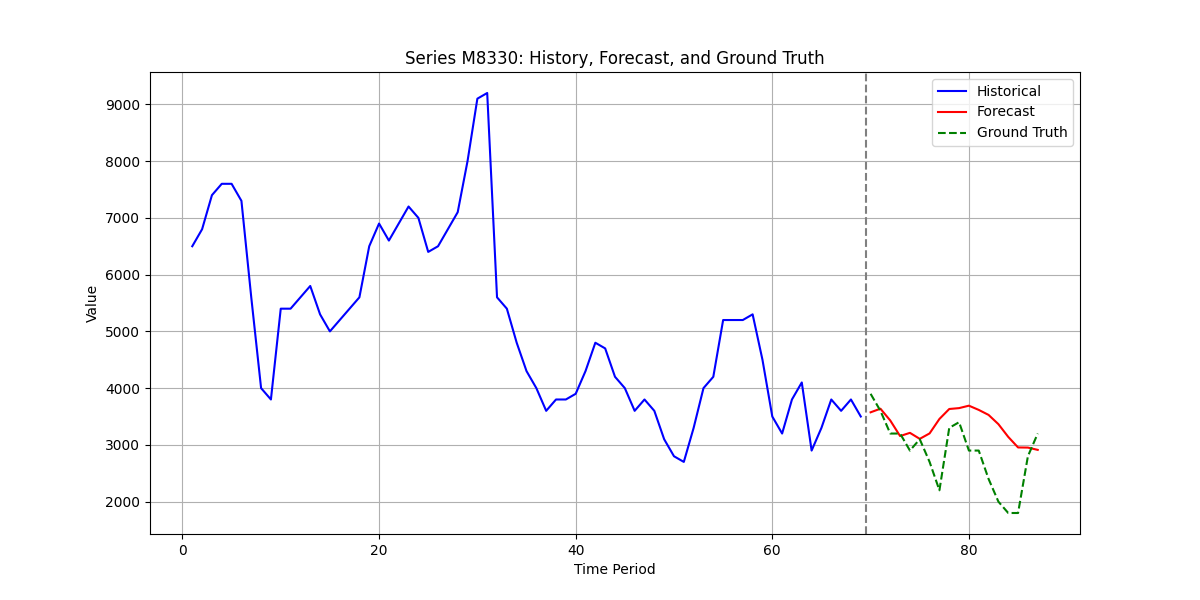 Series M8330: History, Forecast, and Ground Truth
Historical
Forecast
Ground Truth
9000
8000
7000
6000
5000
4000
3000
2000
Value
0 20 40 60 80
Time Period